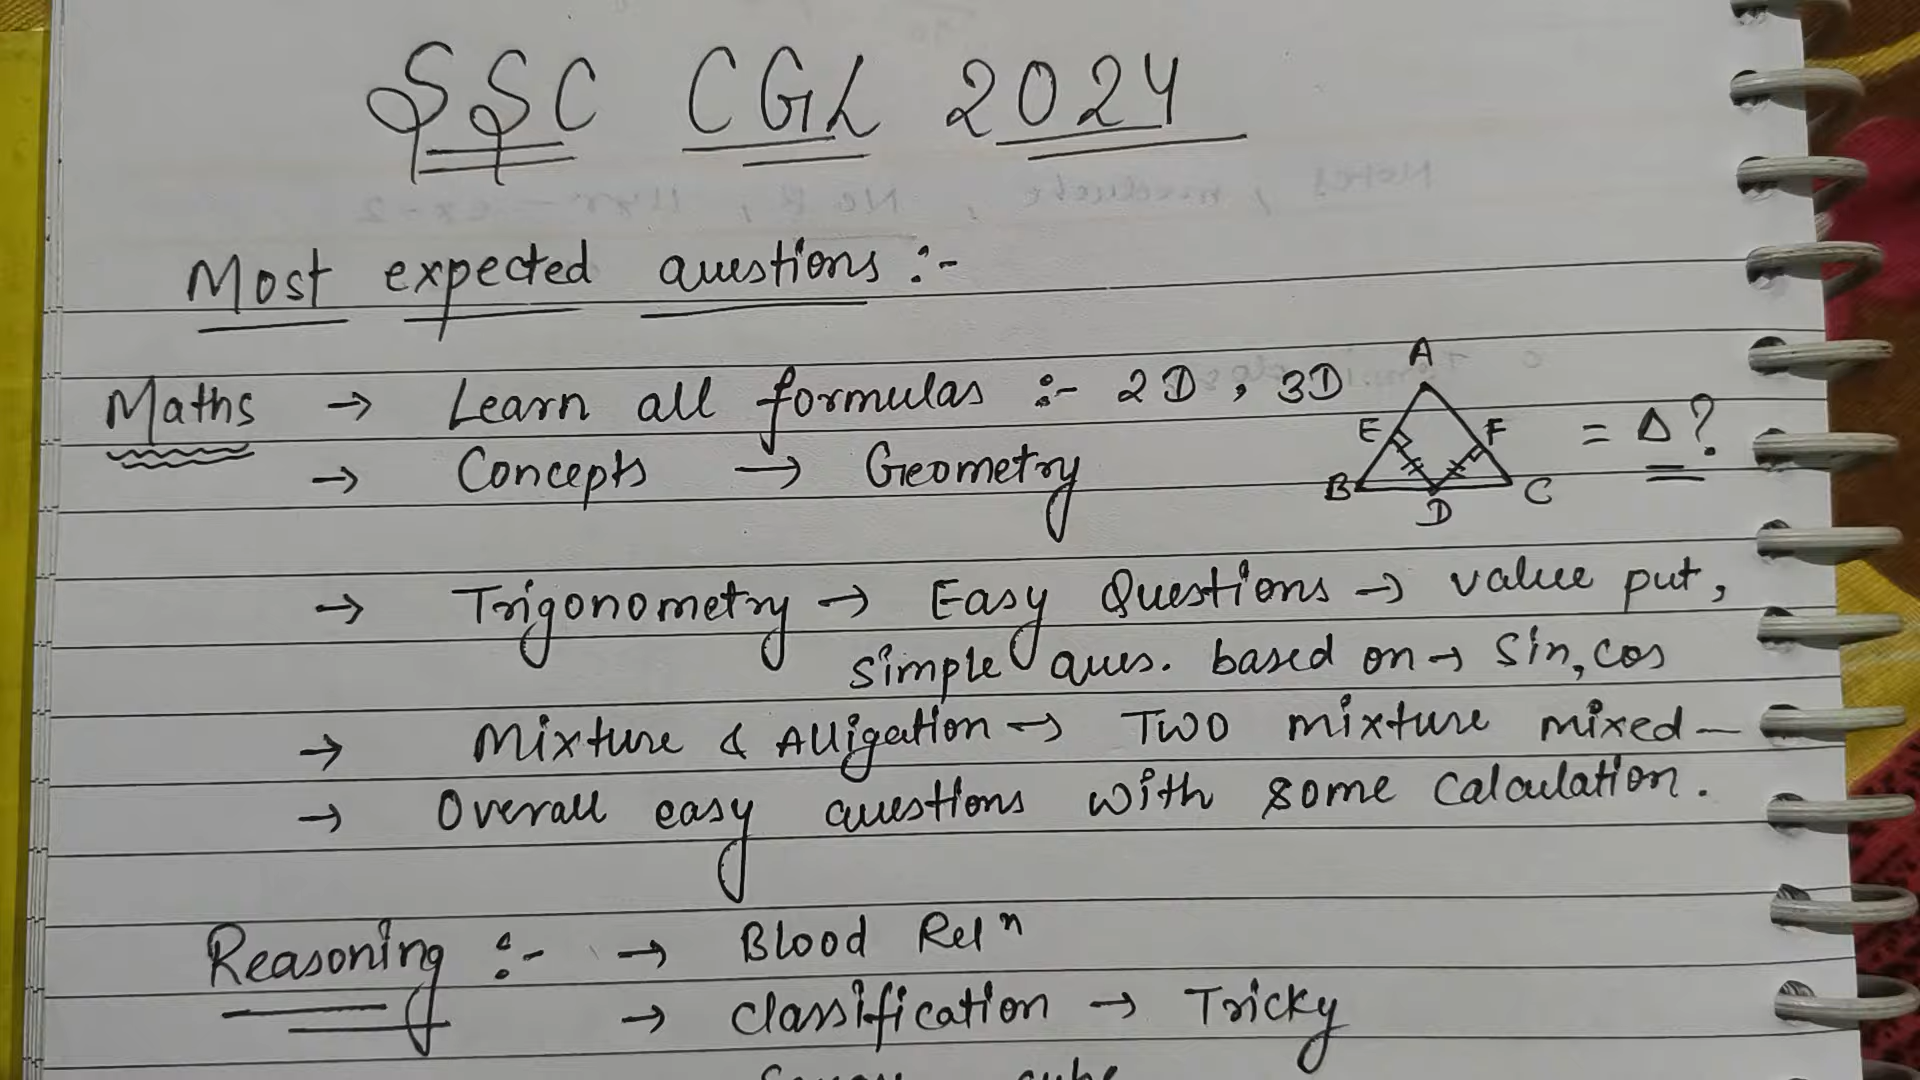 SSC CGL 2024
Most expected questions :-
Maths → Learn all formulas :- 2D, 3D
→ Concepts → Geometry
A
E F
B D C
= Δ?
→ Trigonometry → Easy Questions → value put,
simple ques. based on → Sin, cos
→ Mixture & Alligation → Two mixture mixed -
→ Overall easy questions with some calculation.
Reasoning :- → Blood Relⁿ
→ Classification → Tricky
cube